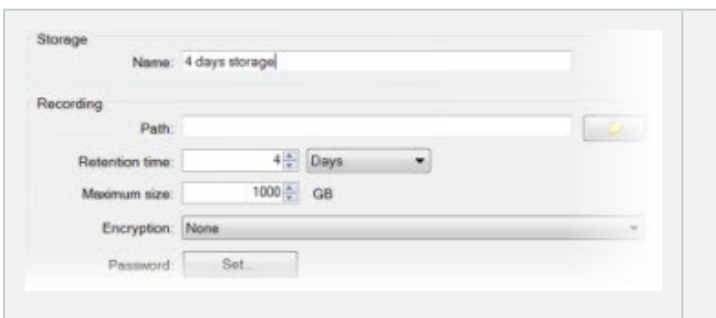 Storage
Name: 4 days storage
Recording
Path:
Retention time: 4 Days
Maximum size: 1000 GB
Encryption: None
Password: Set...